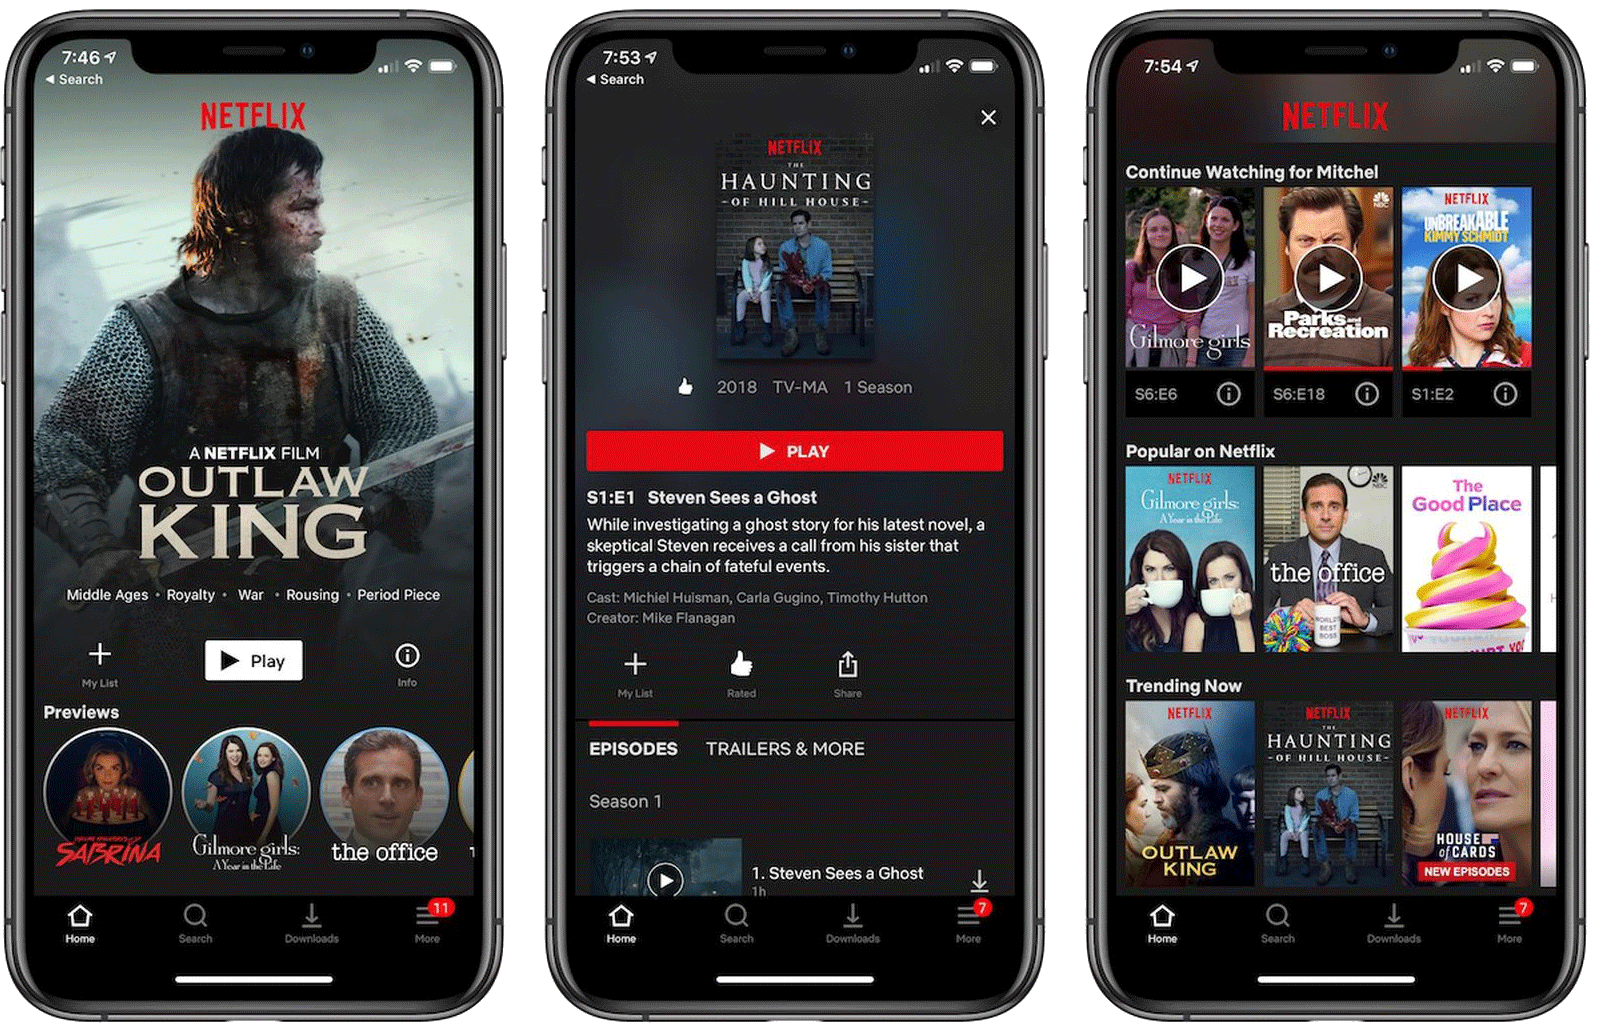 7:46
Search
NETFLIX
A NETFLIX FILM
OUTLAW
KING
Middle Ages • Royalty • War • Rousing • Period Piece
My List
Play
Info
Previews
SABRINA
Gilmore girls:
A Year in the Life
the office
Home
Search
Downloads
11
More
7:53
Search
NETFLIX
THE
HAUNTING
- OF HILL HOUSE -
2018 TV-MA 1 Season
PLAY
S1:E1 Steven Sees a Ghost
While investigating a ghost story for his latest novel, a
skeptical Steven receives a call from his sister that
triggers a chain of fateful events.
Cast: Michiel Huisman, Carla Gugino, Timothy Hutton
Creator: Mike Flanagan
My List
Rated
Share
EPISODES TRAILERS & MORE
Season 1
1. Steven Sees a Ghost
1h
Home
Search
Downloads
7
More
7:54
NETFLIX
Continue Watching for Mitchel
Gilmore girls
NBC
Parks and
Recreation
NETFLIX
UNBREAKABLE
KIMMY SCHMIDT
S6:E6
S6:E18
S1:E2
Popular on Netflix
NETFLIX
Gilmore girls:
A Year in the Life
NBC
the office
WORLD'S
BEST
BOSS
The
Good Place
Trending Now
NETFLIX
OUTLAW
KING
NETFLIX
THE
HAUNTING
- OF HILL HOUSE -
NETFLIX
HOUSE
of CARDS
NEW EPISODES
Home
Search
Downloads
7
More